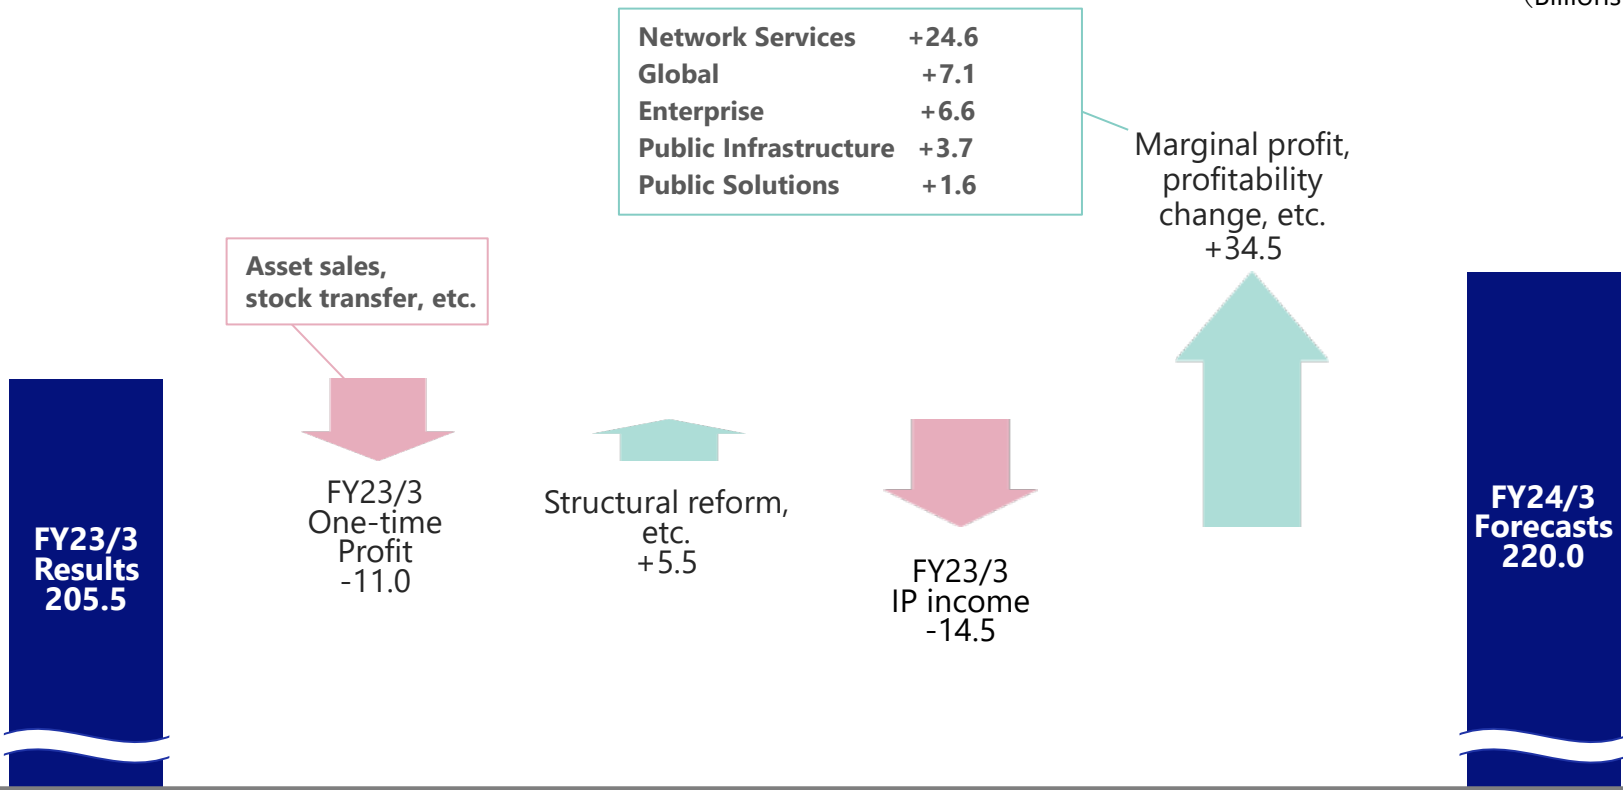 （Billions
Network Services +24.6
Global +7.1
Enterprise +6.6
Public Infrastructure +3.7
Public Solutions +1.6
Marginal profit,
profitability
change, etc.
+34.5
Asset sales,
stock transfer, etc.
FY23/3
Results
205.5
FY23/3
One-time
Profit
-11.0
Structural reform,
etc.
+5.5
FY23/3
IP income
-14.5
FY24/3
Forecasts
220.0